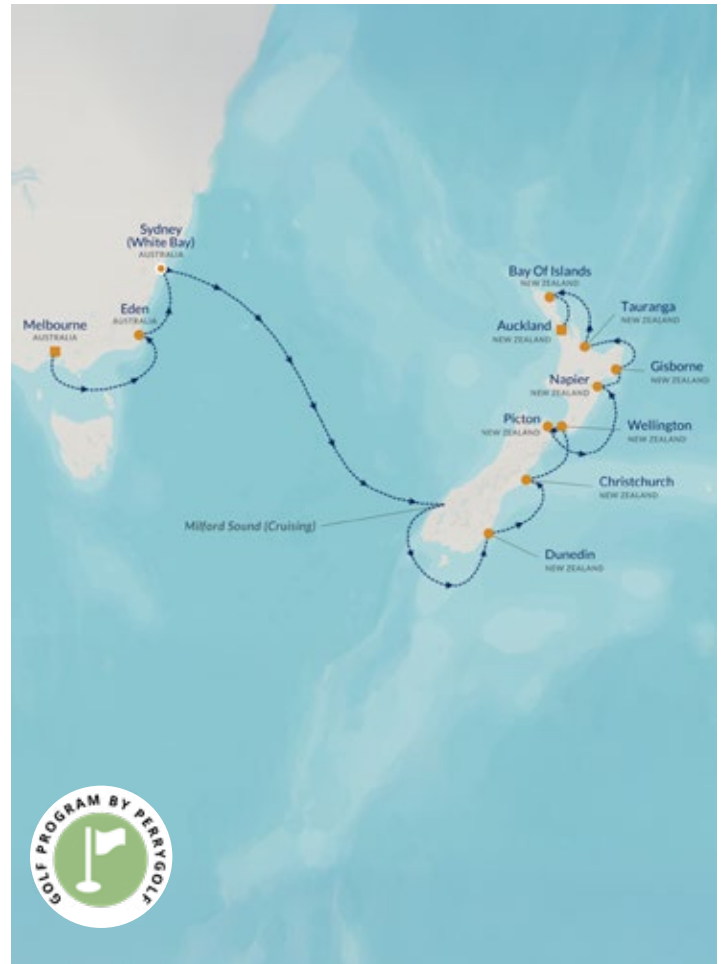 Sydney
(White Bay)
AUSTRALIA
Eden
AUSTRALIA
Melbourne
AUSTRALIA
Bay Of Islands
NEW ZEALAND
Tauranga
NEW ZEALAND
Auckland
NEW ZEALAND
Gisborne
NEW ZEALAND
Napier
NEW ZEALAND
Picton
NEW ZEALAND
Wellington
NEW ZEALAND
Christchurch
NEW ZEALAND
Milford Sound (Cruising)
Dunedin
NEW ZEALAND
GOLF PROGRAM BY PERRYGOLF